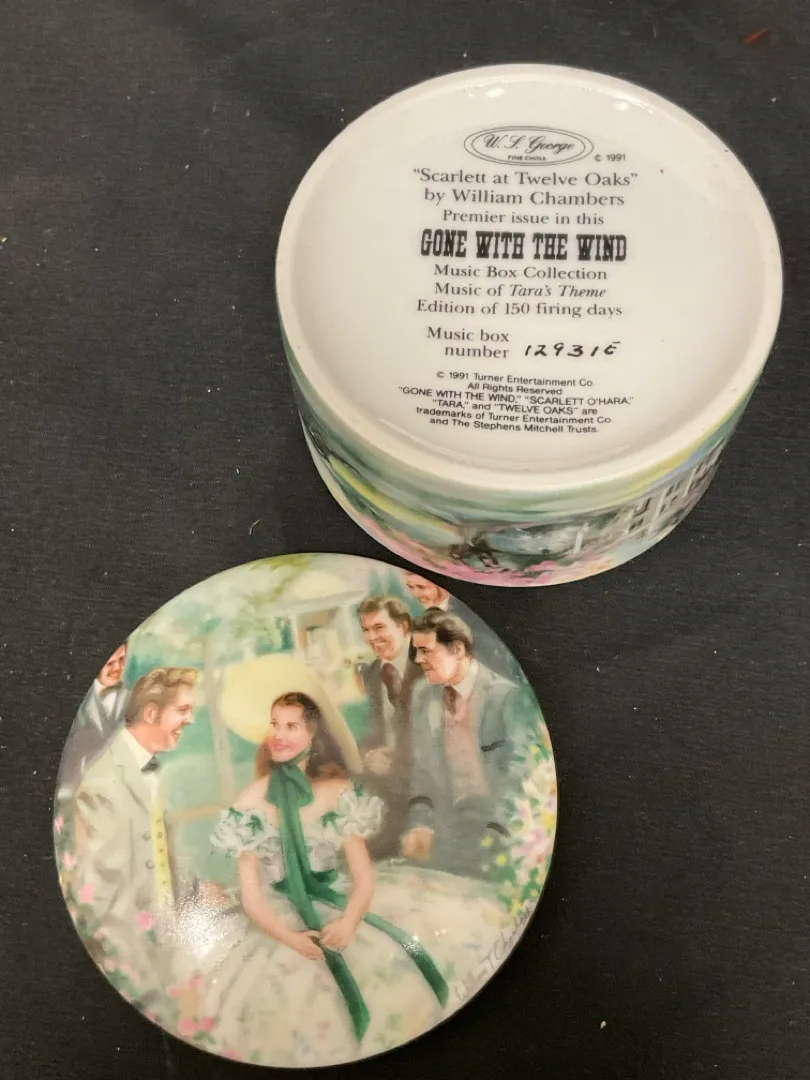 W. S. George
FINE CHINA
© 1991
"Scarlett at Twelve Oaks"
by William Chambers
Premier issue in this
GONE WITH THE WIND
Music Box Collection
Music of Tara's Theme
Edition of 150 firing days
Music box
number 12931E
© 1991 Turner Entertainment Co.
All Rights Reserved
"GONE WITH THE WIND," "SCARLETT O'HARA,"
"TARA," and "TWELVE OAKS" are
trademarks of Turner Entertainment Co
and The Stephens Mitchell Trusts.